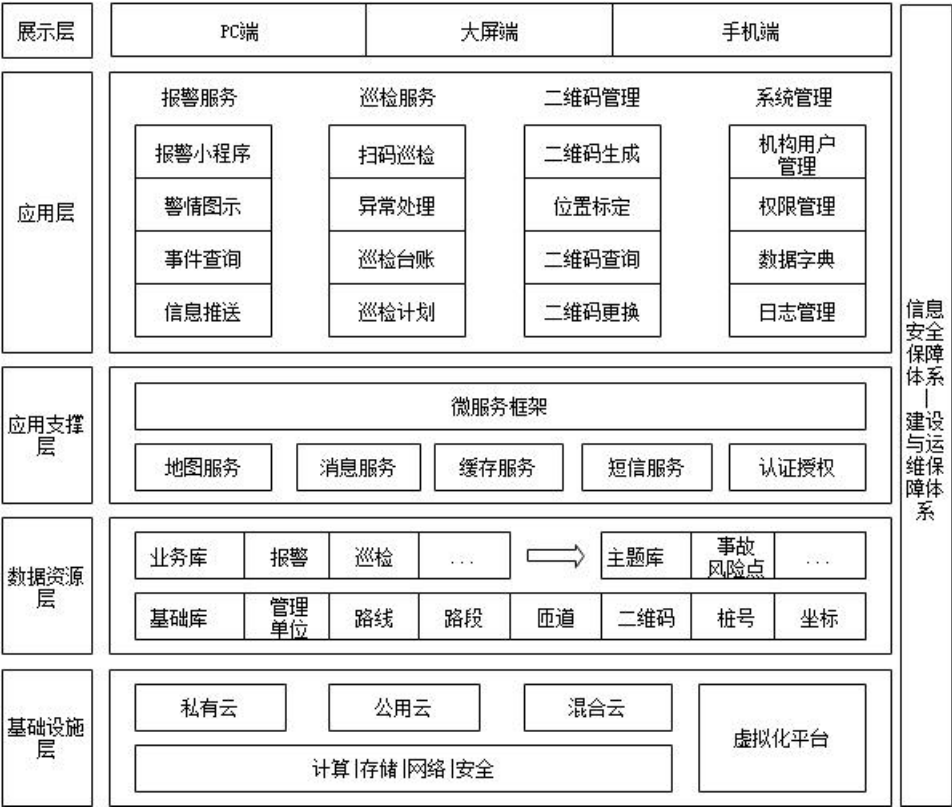 展示层
PC端
大屏端
手机端
应用层
报警服务
巡检服务
二维码管理
系统管理
报警小程序
扫码巡检
二维码生成
机构用户
管理
警情图示
异常处理
位置标定
权限管理
事件查询
巡检台账
二维码查询
数据字典
信息推送
巡检计划
二维码更换
日志管理
应用支撑
层
微服务框架
地图服务
消息服务
缓存服务
短信服务
认证授权
数据资源
层
业务库
报警
巡检
...
主题库
事故
风险点
...
基础库
管理
单位
路线
路段
匝道
二维码
桩号
坐标
基础设施
层
私有云
公用云
混合云
虚拟化平台
计算|存储|网络|安全
信息
安全
保障
体系
|
建设
与运
维保
障体
系